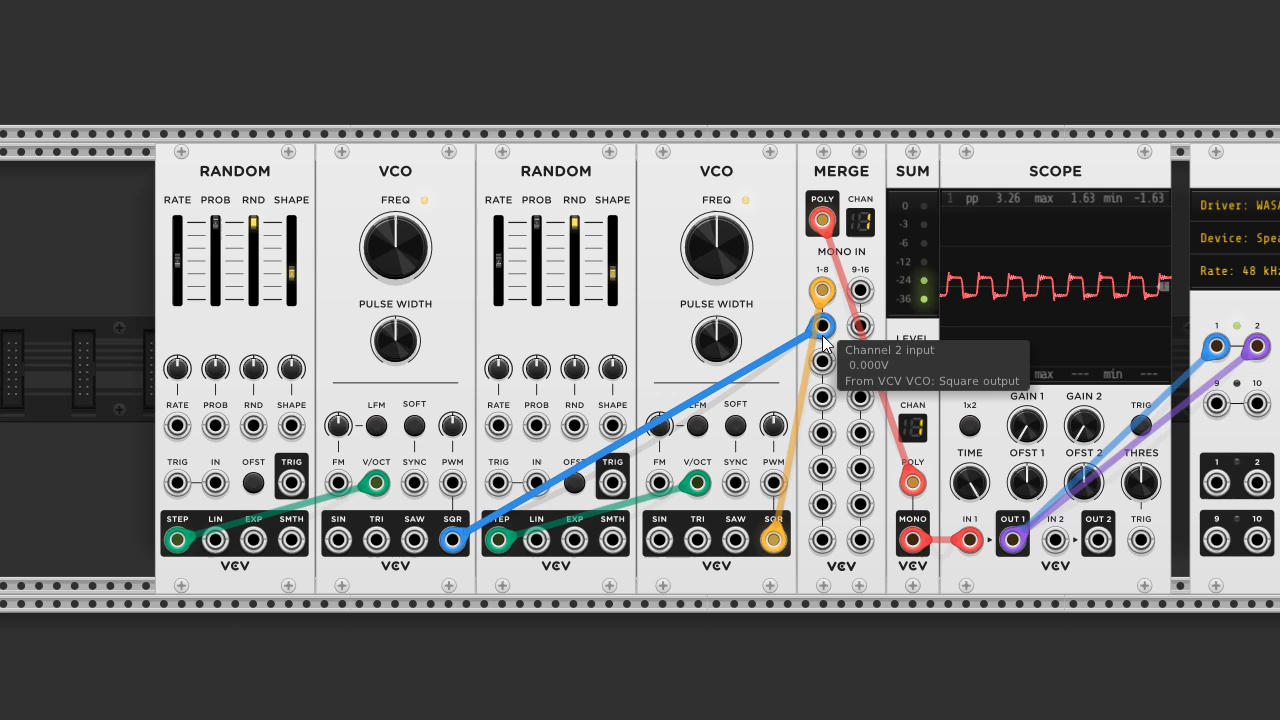 RANDOM
RATE PROB RND SHAPE
RATE PROB RND SHAPE
TRIG IN OFST TRIG
STEP LIN EXP SMTH
VCV
VCO
FREQ
PULSE WIDTH
LFM SOFT
FM V/OCT SYNC PWM
SIN TRI SAW SQR
VCV
RANDOM
RATE PROB RND SHAPE
RATE PROB RND SHAPE
TRIG IN OFST TRIG
STEP LIN EXP SMTH
VCV
VCO
FREQ
PULSE WIDTH
LFM SOFT
FM V/OCT SYNC PWM
SIN TRI SAW SQR
VCV
MERGE
POLY CHAN
1
MONO IN
1-8 9-16
VCV
SUM
0
-3
-6
-12
-24
-36
LEVEL
CHAN
1
POLY
MONO
VCV
SCOPE
1 pp 3.26 max 1.63 min -1.63
max --- min ---
1x2 GAIN 1 GAIN 2 TRIG
TIME OFST 1 OFST 2 THRES
IN 1 OUT 1 IN 2 OUT 2 TRIG
VCV
Channel 2 input
0.000V
From VCV VCO: Square output
Driver: WASA
Device: Spea
Rate: 48 kHz
1 2
9 10
1 2
9 10